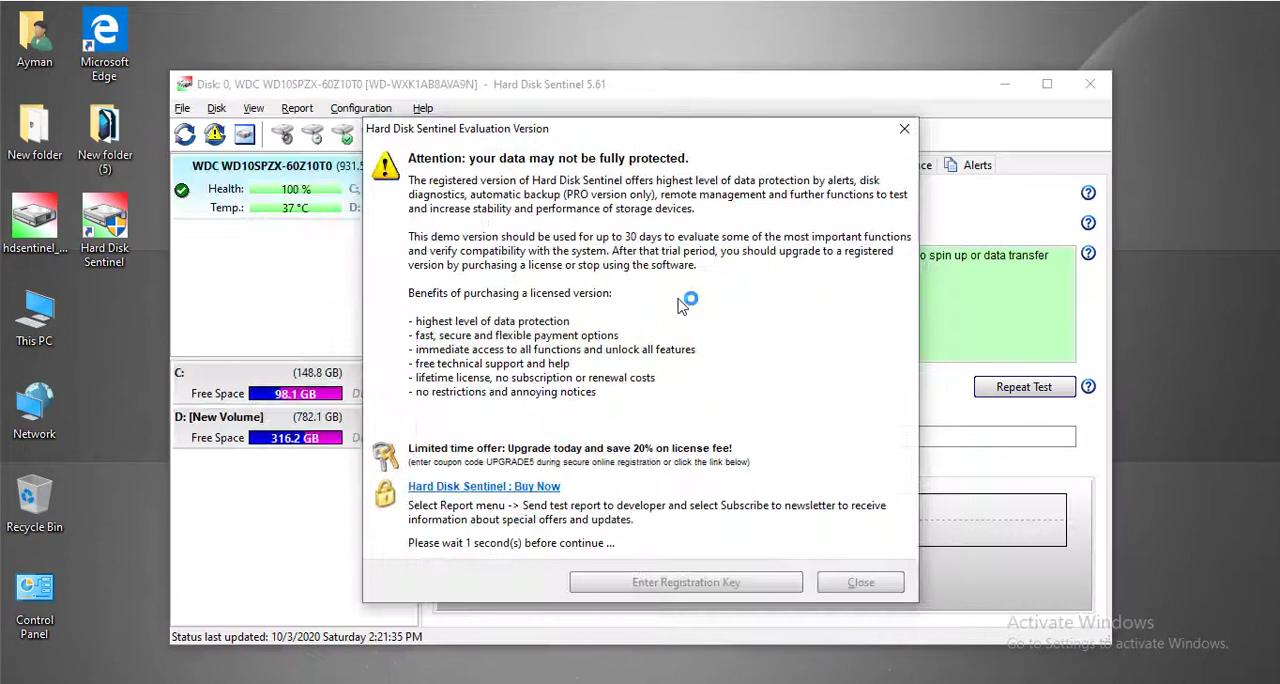 Ayman
Microsoft
Edge
New folder
New folder
(5)
hdsentinel_...
Hard Disk
Sentinel
This PC
Network
Recycle Bin
Control
Panel
Disk: 0, WDC WD10SPZX-60Z10T0 [WD-WXK1AB8AVA9N] - Hard Disk Sentinel 5.61
File Disk View Report Configuration Help
WDC WD10SPZX-60Z10T0 (931.5
Health: 100 % C:,
Temp.: 37 °C D:
C: (148.8 GB)
Free Space 98.1 GB
D: [New Volume] (782.1 GB)
Free Space 316.2 GB
Hard Disk Sentinel Evaluation Version
Attention: your data may not be fully protected.
The registered version of Hard Disk Sentinel offers highest level of data protection by alerts, disk
diagnostics, automatic backup (PRO version only), remote management and further functions to test
and increase stability and performance of storage devices.
This demo version should be used for up to 30 days to evaluate some of the most important functions
and verify compatibility with the system. After that trial period, you should upgrade to a registered
version by purchasing a license or stop using the software.
Benefits of purchasing a licensed version:
- highest level of data protection
- fast, secure and flexible payment options
- immediate access to all functions and unlock all features
- free technical support and help
- lifetime license, no subscription or renewal costs
- no restrictions and annoying notices
Limited time offer: Upgrade today and save 20% on license fee!
(enter coupon code UPGRADE5 during secure online registration or click the link below)
Hard Disk Sentinel : Buy Now
Select Report menu -> Send test report to developer and select Subscribe to newsletter to receive
information about special offers and updates.
Please wait 1 second(s) before continue ...
Enter Registration Key Close
ce Alerts
o spin up or data transfer
Repeat Test
Status last updated: 10/3/2020 Saturday 2:21:35 PM
Activate Windows
Go to Settings to activate Windows.